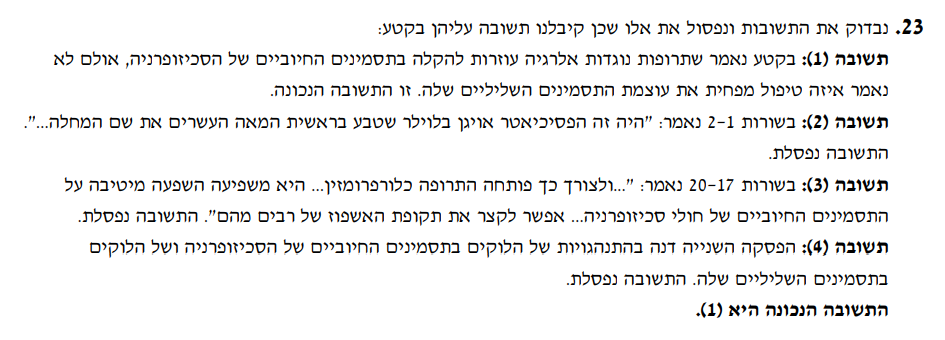 23. נבדוק את התשובות ונפסול את אלו שכן קיבלנו תשובה עליהן בקטע:
תשובה (1): בקטע נאמר שתרופות נוגדות אלרגיה עוזרות להקלה בתסמינים החיוביים של הסכיזופרניה, אולם לא
נאמר איזה טיפול מפחית את עוצמת התסמינים השליליים שלה. זו התשובה הנכונה.
תשובה (2): בשורות 1-2 נאמר: "היה זה הפסיכיאטר אויגן בלוילר שטבע בראשית המאה העשרים את שם המחלה...".
התשובה נפסלת.
תשובה (3): בשורות 17-20 נאמר: "...ולצורך כך פותחה התרופה כלורפרומזין... היא משפיעה השפעה מיטיבה על
התסמינים החיוביים של חולי סכיזופרניה... אפשר לקצר את תקופת האשפוז של רבים מהם". התשובה נפסלת.
תשובה (4): הפסקה השנייה דנה בהתנהגויות של הלוקים בתסמינים החיוביים של הסכיזופרניה ושל הלוקים
בתסמינים השליליים שלה. התשובה נפסלת.
התשובה הנכונה היא (1).